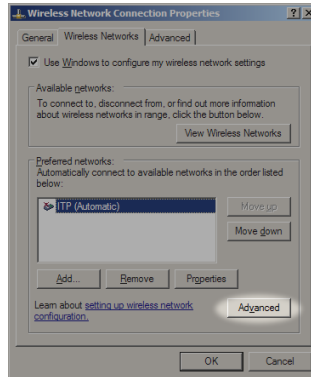 Wireless Network Connection Properties
General Wireless Networks Advanced
Use Windows to configure my wireless network settings
Available networks:
To connect to, disconnect from, or find out more information
about wireless networks in range, click the button below.
View Wireless Networks
Preferred networks:
Automatically connect to available networks in the order listed
below:
ITP (Automatic)
Move up
Move down
Add... Remove Properties
Learn about setting up wireless network
configuration.
Advanced
OK Cancel